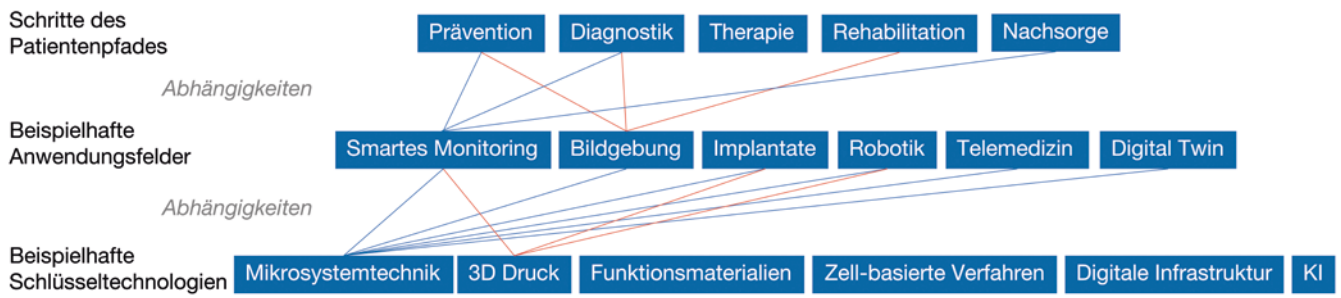 Schritte des
Patientenpfades
Prävention
Diagnostik
Therapie
Rehabilitation
Nachsorge
Abhängigkeiten
Beispielhafte
Anwendungsfelder
Smartes Monitoring
Bildgebung
Implantate
Robotik
Telemedizin
Digital Twin
Abhängigkeiten
Beispielhafte
Schlüsseltechnologien
Mikrosystemtechnik
3D Druck
Funktionsmaterialien
Zell-basierte Verfahren
Digitale Infrastruktur
KI